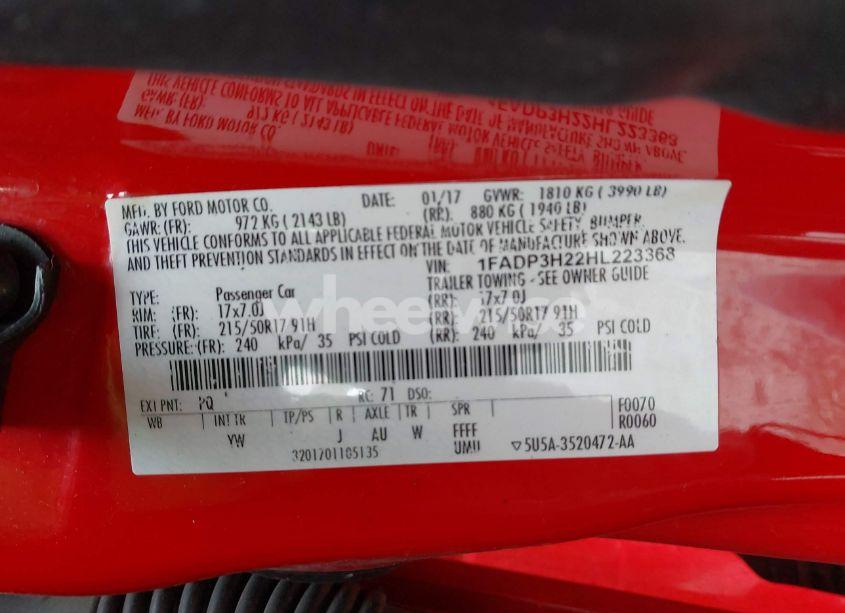 MFD. BY FORD MOTOR CO.
DATE: 01/17 GVWR: 1810 KG (3990 LB)
GAWR: (FR): 972 KG (2143 LB) (RR): 880 KG (1940 LB)
THIS VEHICLE CONFORMS TO ALL APPLICABLE FEDERAL MOTOR VEHICLE SAFETY, BUMPER,
AND THEFT PREVENTION STANDARDS IN EFFECT ON THE DATE OF MANUFACTURE SHOWN ABOVE.
VIN: 1FADP3H22HL223368
TRAILER TOWING - SEE OWNER GUIDE
TYPE: Passenger Car
RIM: (FR): 17x7.0J (RR): 17x7.0J
TIRE: (FR): 215/50R17 91H (RR): 215/50R17 91H
PRESSURE: (FR): 240 kPa/ 35 PSI COLD (RR): 240 kPa/ 35 PSI COLD
EXT PNT: PQ RC: 71 DSO:
WB INT TR TP/PS R AXLE TR SPR F0070
R0060
YW J AU W FFFF
UMII
3201701105135 5U5A-3520472-AA